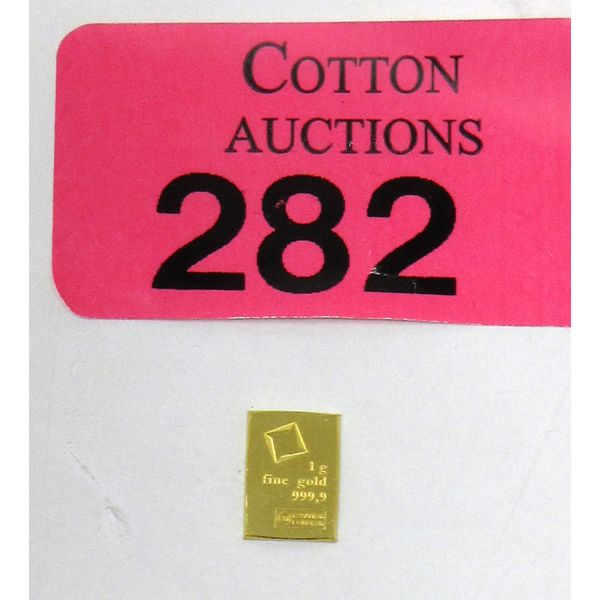 COTTON
AUCTIONS
282
1 g
fine gold
999,9